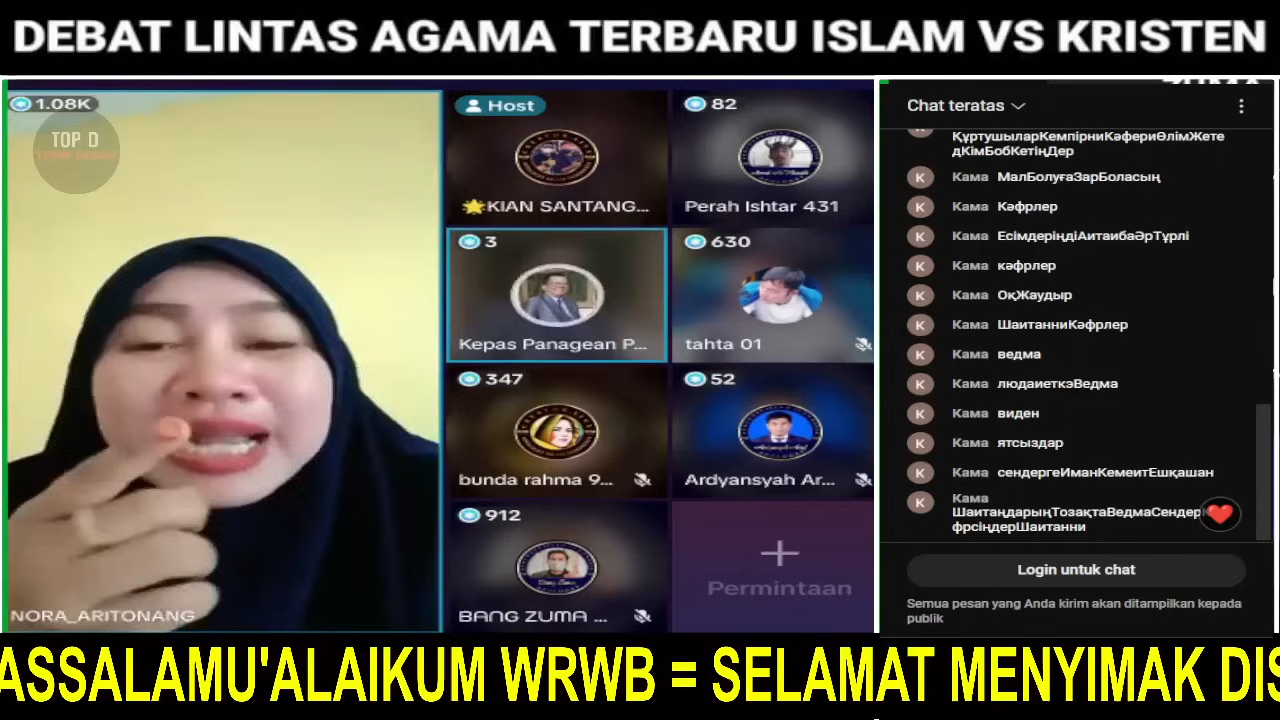 DEBAT LINTAS AGAMA TERBARU ISLAM VS KRISTEN
1.08K
TOP D
TOPIK DEBAT
NORA_ARITONANG
Host
KIAN SANTANG...
82
Perah Ishtar 431
3
Kepas Panagean P...
630
tahta 01
347
bunda rahma 9...
52
Ardyansyah Ar...
912
BANG ZUMA ...
Permintaan
Chat teratas
ҚұртушыларКемпірниКәфериӨлімЖете
дКімБобКетіңДер
Кама МалБолуғаЗарБоласың
Кама Кәфрлер
Кама ЕсімдеріңдіАитаибаӘрТүрлі
Кама кәфрлер
Кама ОқЖаудыр
Кама ШаитанниКәфрлер
Кама ведма
Кама людаиеткэВедма
Кама виден
Кама ятсыздар
Кама сендергеИманКемеитЕшқашан
Кама
ШаитаңдарыңТозақтаВедмаСендер
фрсіңдерШаитанни
Login untuk chat
Semua pesan yang Anda kirim akan ditampilkan kepada
publik
ASSALAMU'ALAIKUM WRWB = SELAMAT MENYIMAK DIS